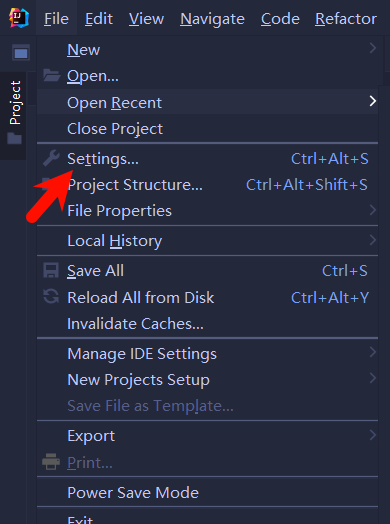 IJ
File Edit View Navigate Code Refactor
Project
New
Open...
Open Recent
Close Project
Settings... Ctrl+Alt+S
Project Structure... Ctrl+Alt+Shift+S
File Properties
Local History
Save All Ctrl+S
Reload All from Disk Ctrl+Alt+Y
Invalidate Caches...
Manage IDE Settings
New Projects Setup
Save File as Template...
Export
Print...
Power Save Mode
Exit